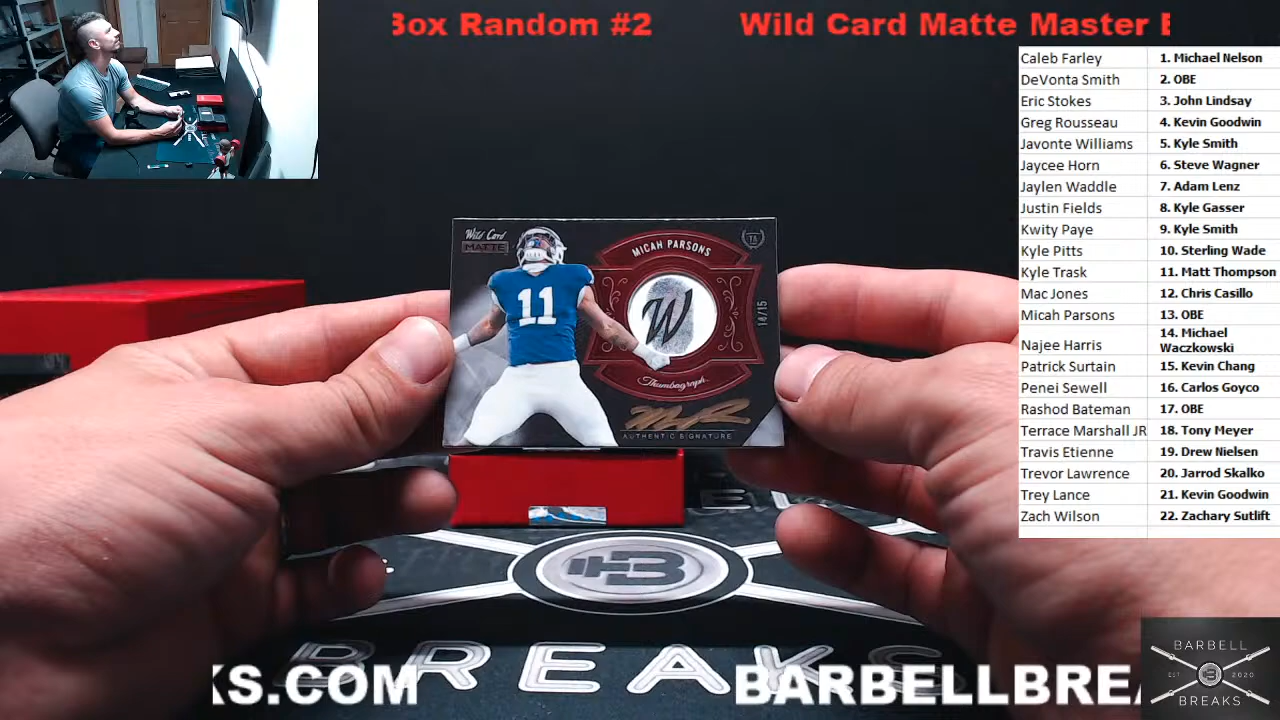 Box Random #2 Wild Card Matte Master
Caleb Farley 1. Michael Nelson
DeVonta Smith 2. OBE
Eric Stokes 3. John Lindsay
Greg Rousseau 4. Kevin Goodwin
Javonte Williams 5. Kyle Smith
Jaycee Horn 6. Steve Wagner
Jaylen Waddle 7. Adam Lenz
Justin Fields 8. Kyle Gasser
Kwity Paye 9. Kyle Smith
Kyle Pitts 10. Sterling Wade
Kyle Trask 11. Matt Thompson
Mac Jones 12. Chris Casillo
Micah Parsons 13. OBE
Najee Harris 14. Michael
Waczkowski
Patrick Surtain 15. Kevin Chang
Penei Sewell 16. Carlos Goyco
Rashod Bateman 17. OBE
Terrace Marshall JR 18. Tony Meyer
Travis Etienne 19. Drew Nielsen
Trevor Lawrence 20. Jarrod Skalko
Trey Lance 21. Kevin Goodwin
Zach Wilson 22. Zachary Sutlift
Wild Card
MATTE
MICAH PARSONS
11
W
14/15
Thumbograph
AUTHENTIC SIGNATURE
B
BREAKS
KS.COM BARBELLBRE
BARBELL
EST B 2020
BREAKS